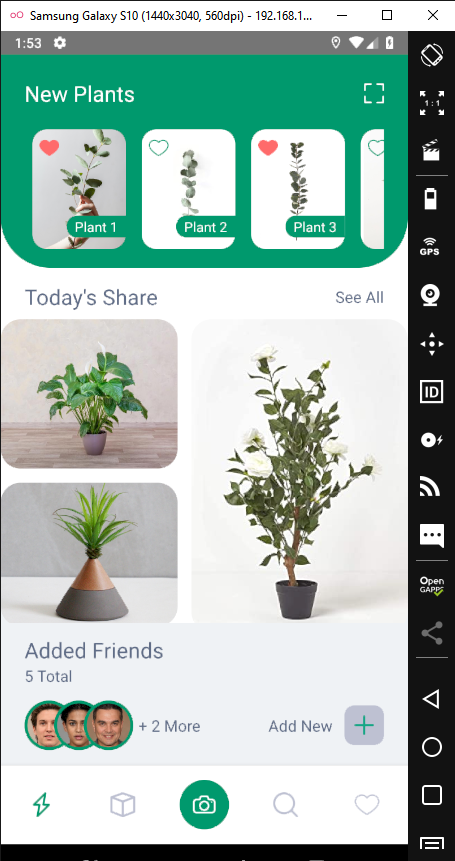 Samsung Galaxy S10 (1440x3040, 560dpi) - 192.168.1...
1:53
New Plants
1 : 1
Plant 1
Plant 2
Plant 3
GPS
Today's Share
See All
ID
Open
GAPPS
Added Friends
5 Total
+ 2 More
Add New